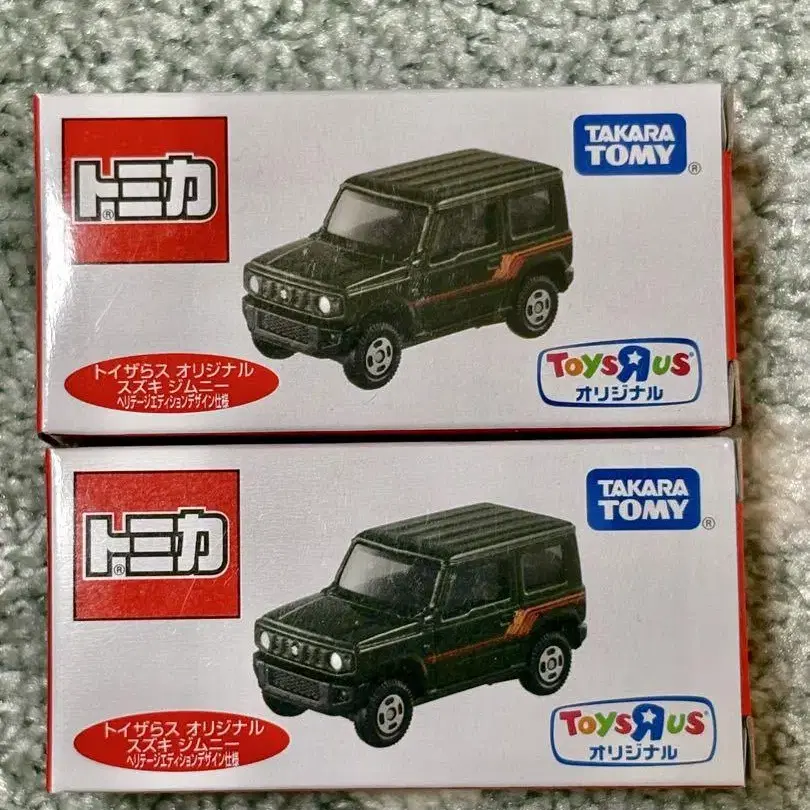 トミカ
®
TAKARA
TOMY
®
トイザらス オリジナル
スズキ ジムニー
ヘリテージエディションデザイン仕様
ToysЯUs
オリジナル
トミカ
®
TAKARA
TOMY
®
トイザらス オリジナル
スズキ ジムニー
ヘリテージエディションデザイン仕様
ToysЯUs
オリジナル